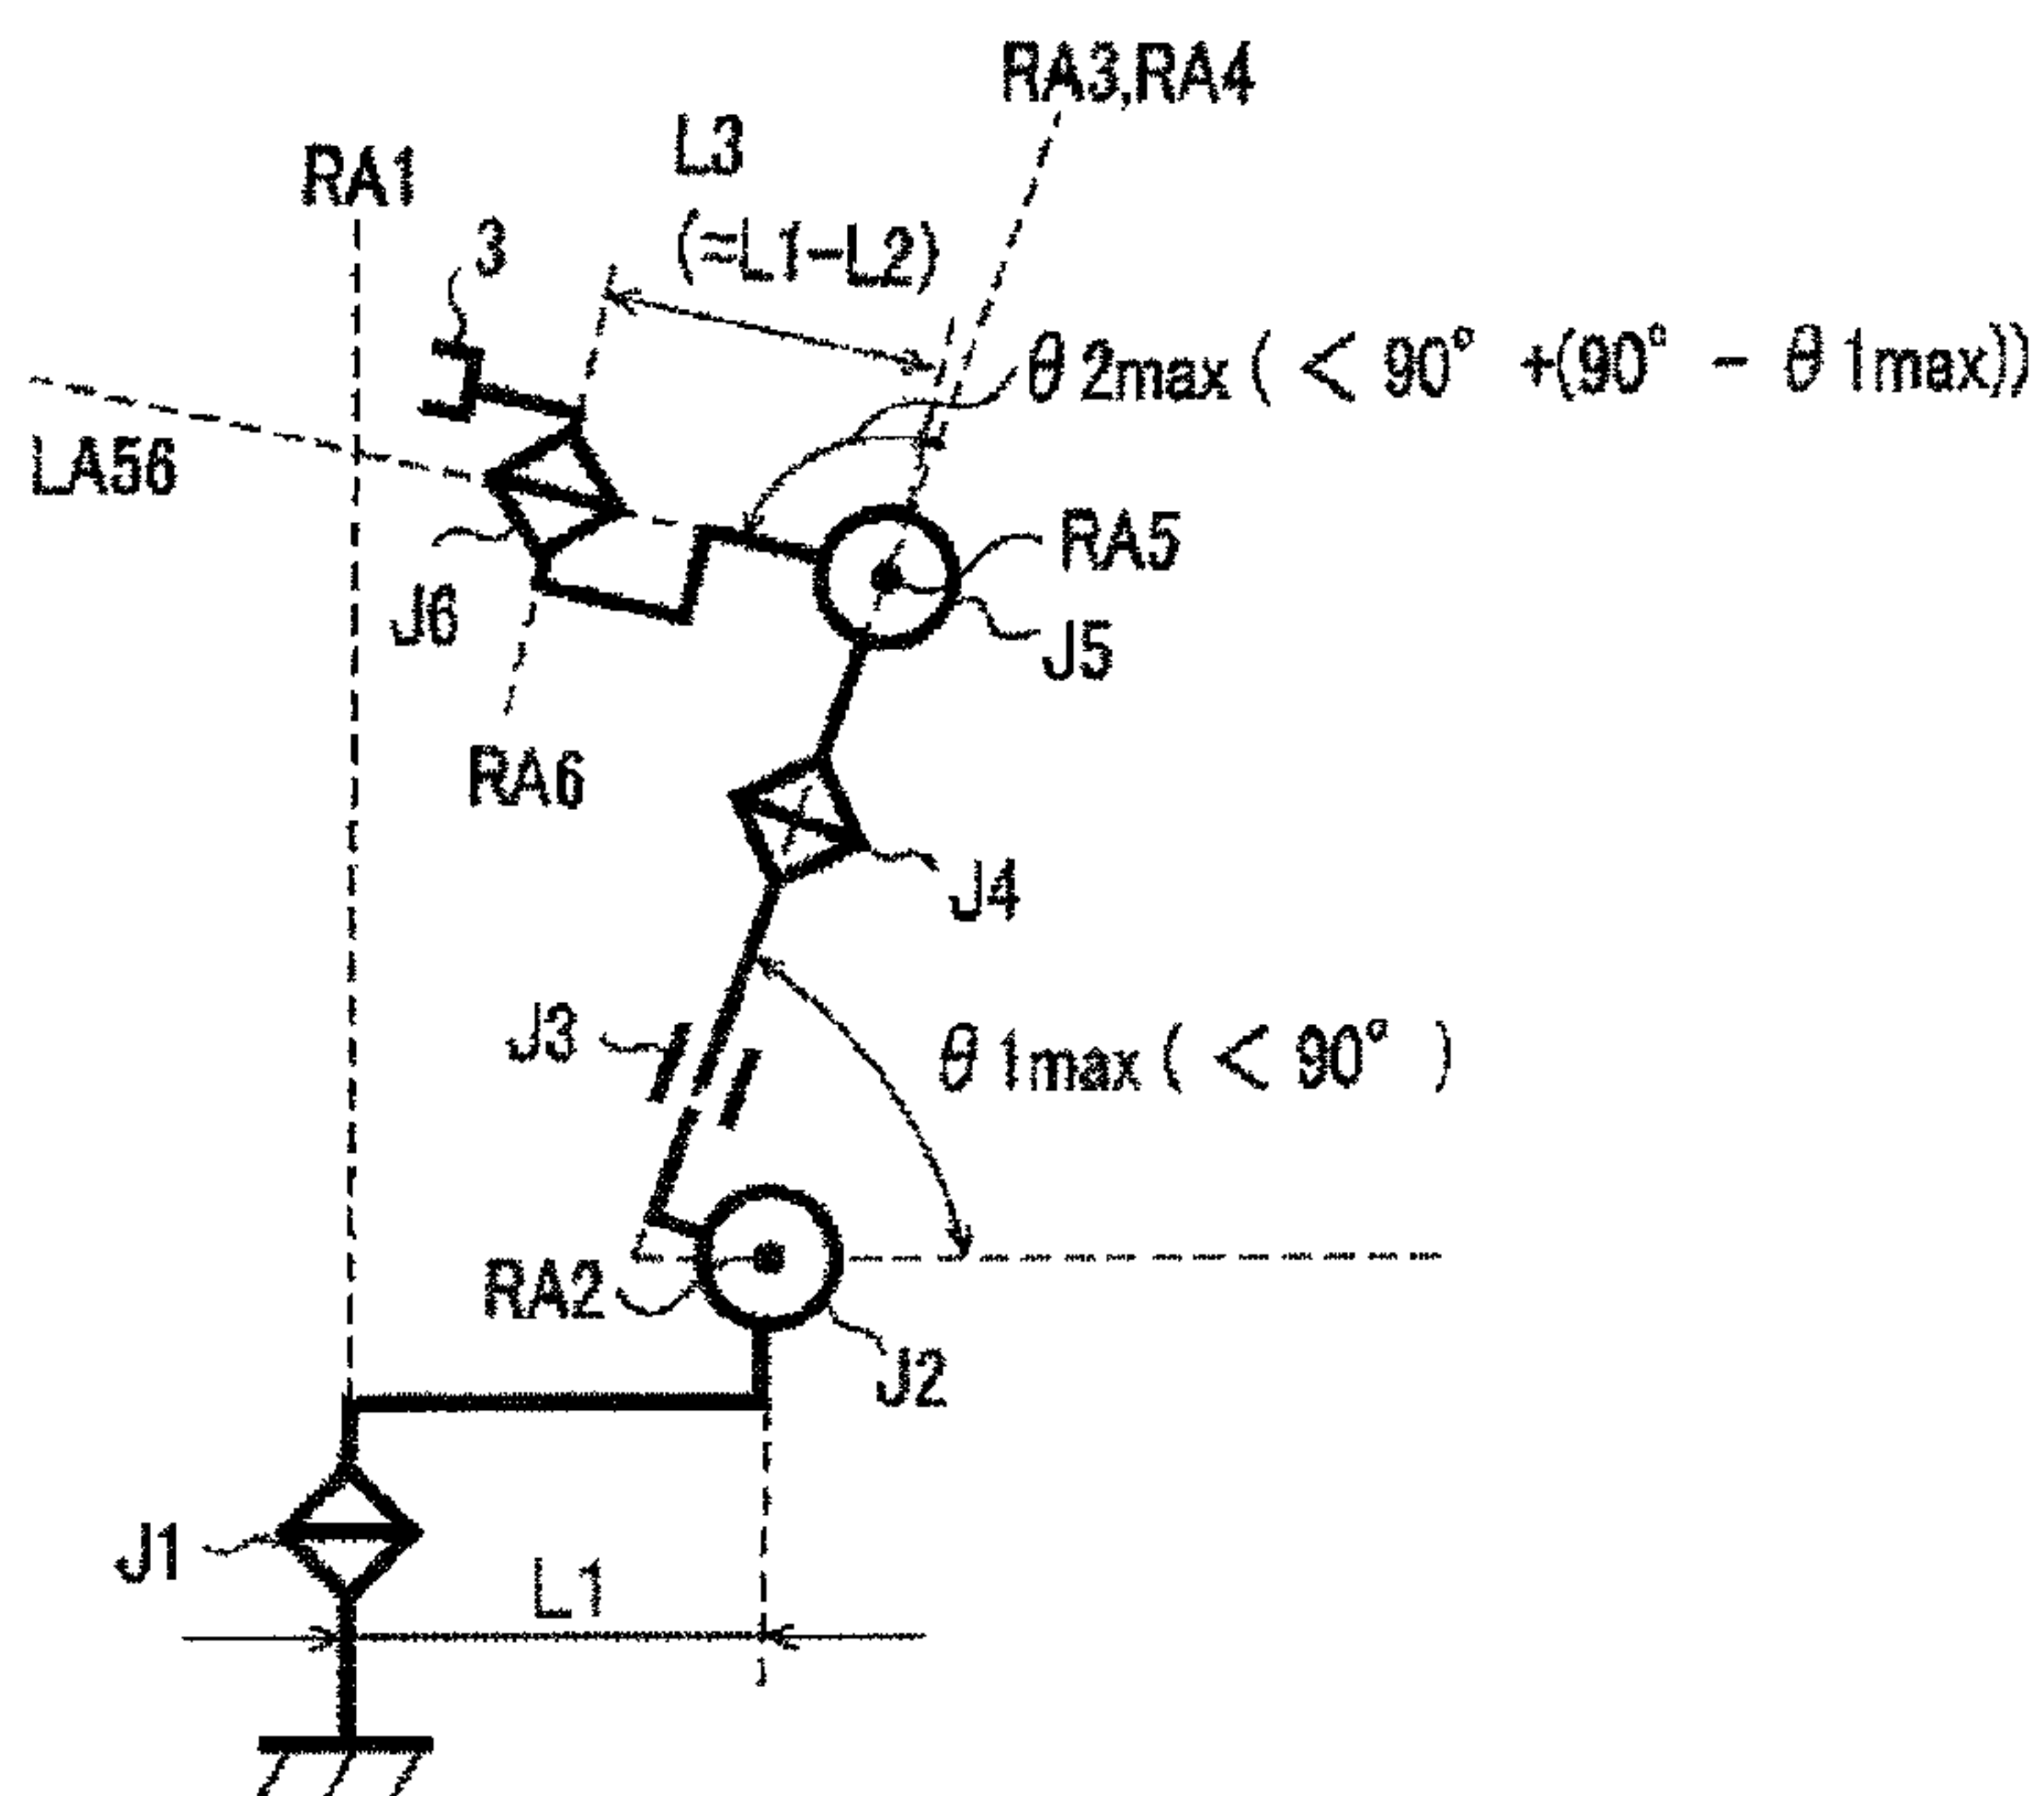 RA3,RA4
L3
RA1
3
(=L1-L2)
θ2max ( < 90° +(90° - θ1max))
LA56
RA5
J6
J5
RA6
J4
J3
θ1max ( < 90° )
RA2
J2
J1
L1